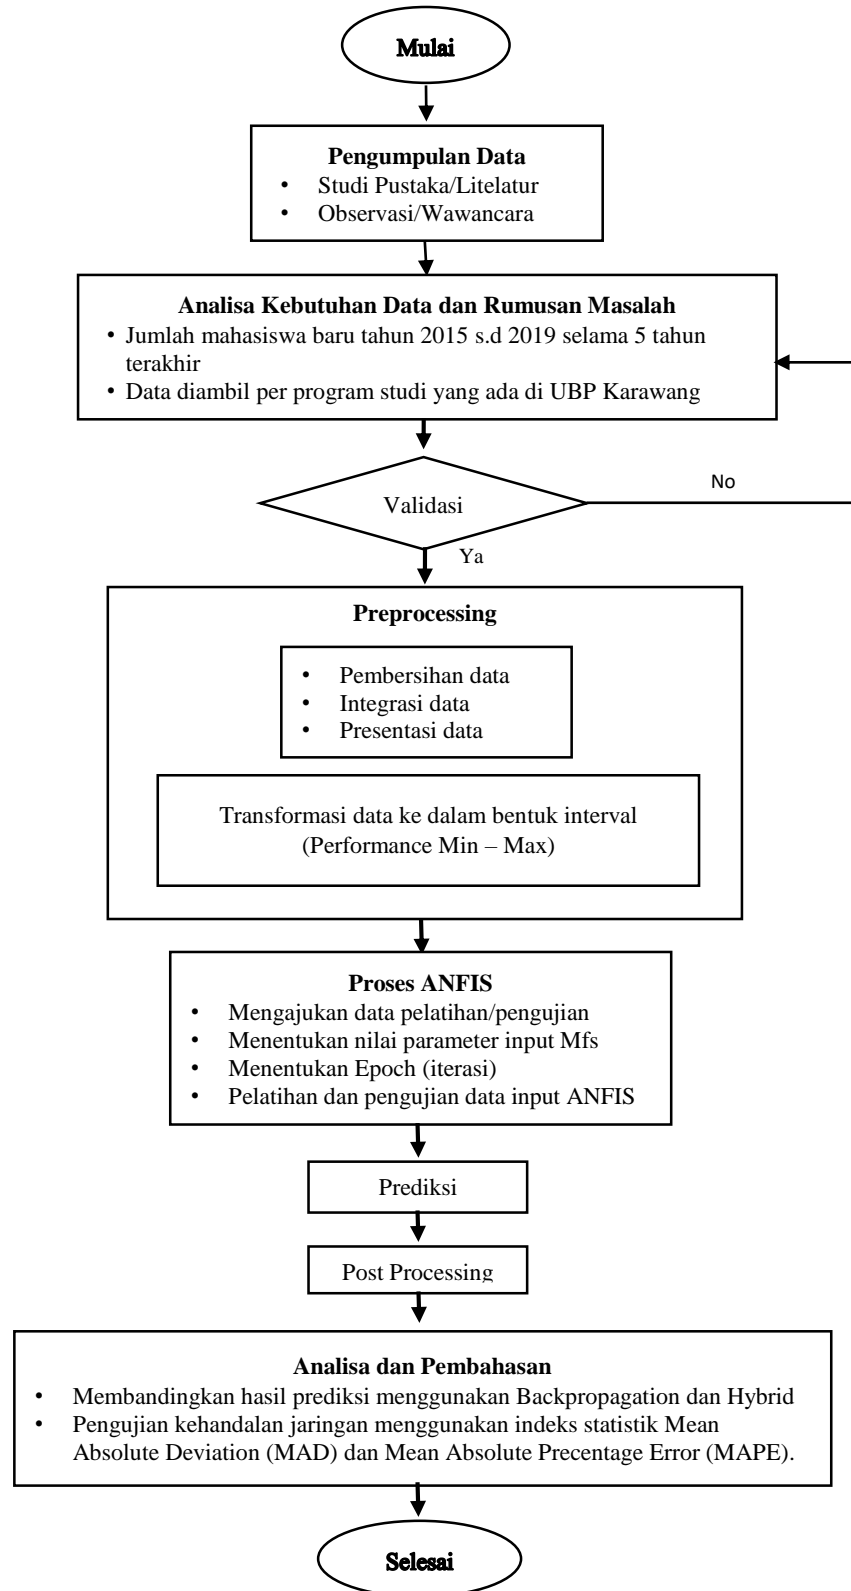 Mulai
Pengumpulan Data
• Studi Pustaka/Litelatur
• Observasi/Wawancara
Analisa Kebutuhan Data dan Rumusan Masalah
• Jumlah mahasiswa baru tahun 2015 s.d 2019 selama 5 tahun
terakhir
• Data diambil per program studi yang ada di UBP Karawang
Validasi
No
Ya
Preprocessing
• Pembersihan data
• Integrasi data
• Presentasi data
Transformasi data ke dalam bentuk interval
(Performance Min – Max)
Proses ANFIS
• Mengajukan data pelatihan/pengujian
• Menentukan nilai parameter input Mfs
• Menentukan Epoch (iterasi)
• Pelatihan dan pengujian data input ANFIS
Prediksi
Post Processing
Analisa dan Pembahasan
• Membandingkan hasil prediksi menggunakan Backpropagation dan Hybrid
• Pengujian kehandalan jaringan menggunakan indeks statistik Mean
Absolute Deviation (MAD) dan Mean Absolute Precentage Error (MAPE).
Selesai